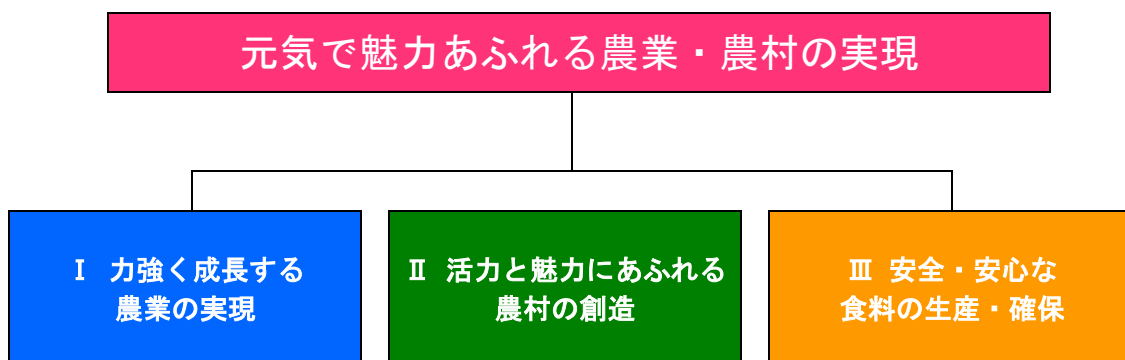 元気で魅力あふれる農業・農村の実現
Ⅰ 力強く成長する
農業の実現
Ⅱ 活力と魅力にあふれる
農村の創造
Ⅲ 安全・安心な
食料の生産・確保